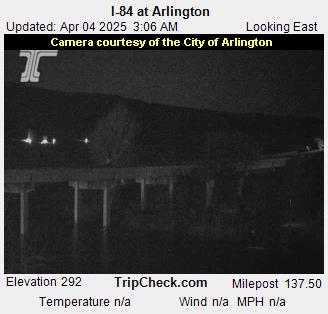 I-84 at Arlington
Updated: Apr 04 2025 3:06 AM Looking East
Camera courtesy of the City of Arlington
Elevation 292 TripCheck.com Milepost 137.50
Temperature n/a Wind n/a MPH n/a